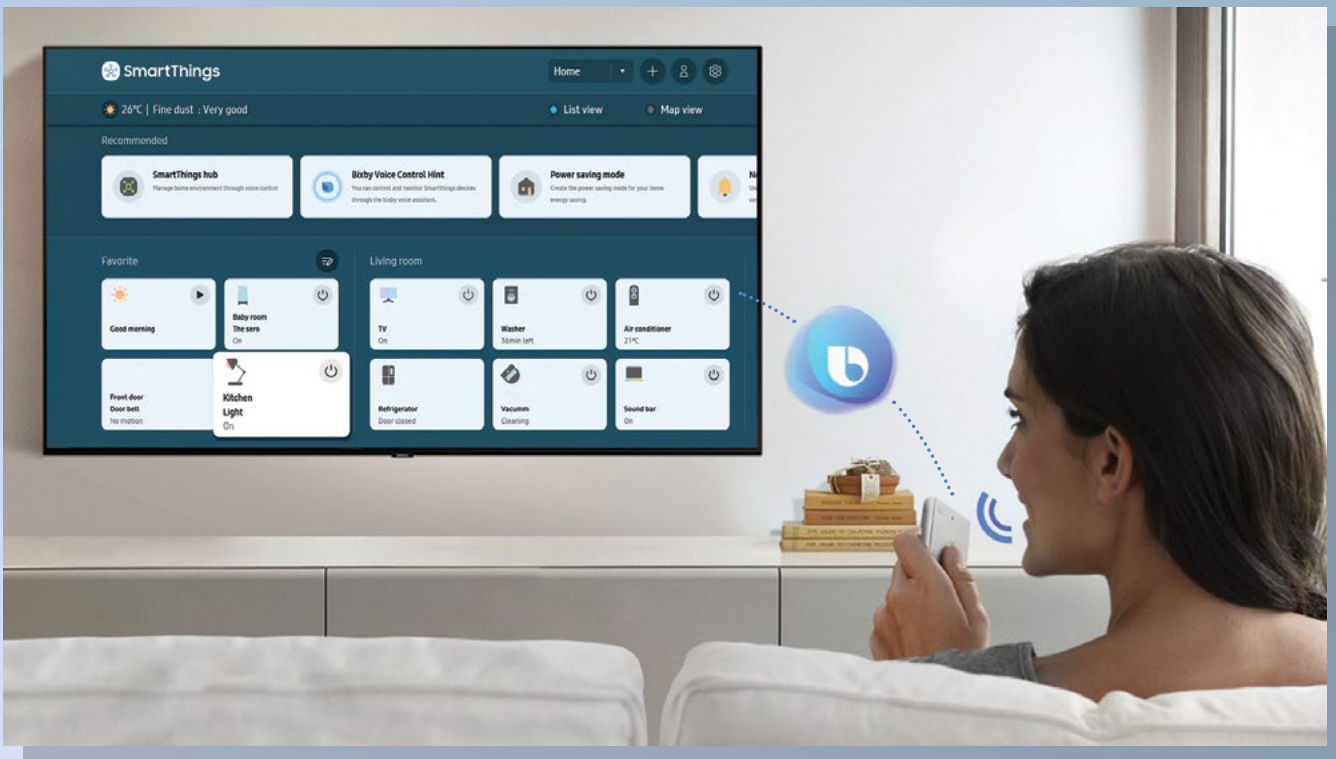 SmartThings
Home
26°C | Fine dust : Very good
List view
Map view
Recommended
SmartThings hub
Manage home environment through voice control
Bixby Voice Control Hint
You can control and monitor SmartThings devices
through the bixby voice assistant.
Power saving mode
Create the power saving mode for your home
energy saving.
Favorite
Living room
Good morning
Baby room
The sero
On
TV
On
Washer
36min left
Air conditioner
21°C
Front door
Door bell
No motion
Kitchen
Light
On
Refrigerator
Door closed
Vacumm
Cleaning
Sound bar
On
b